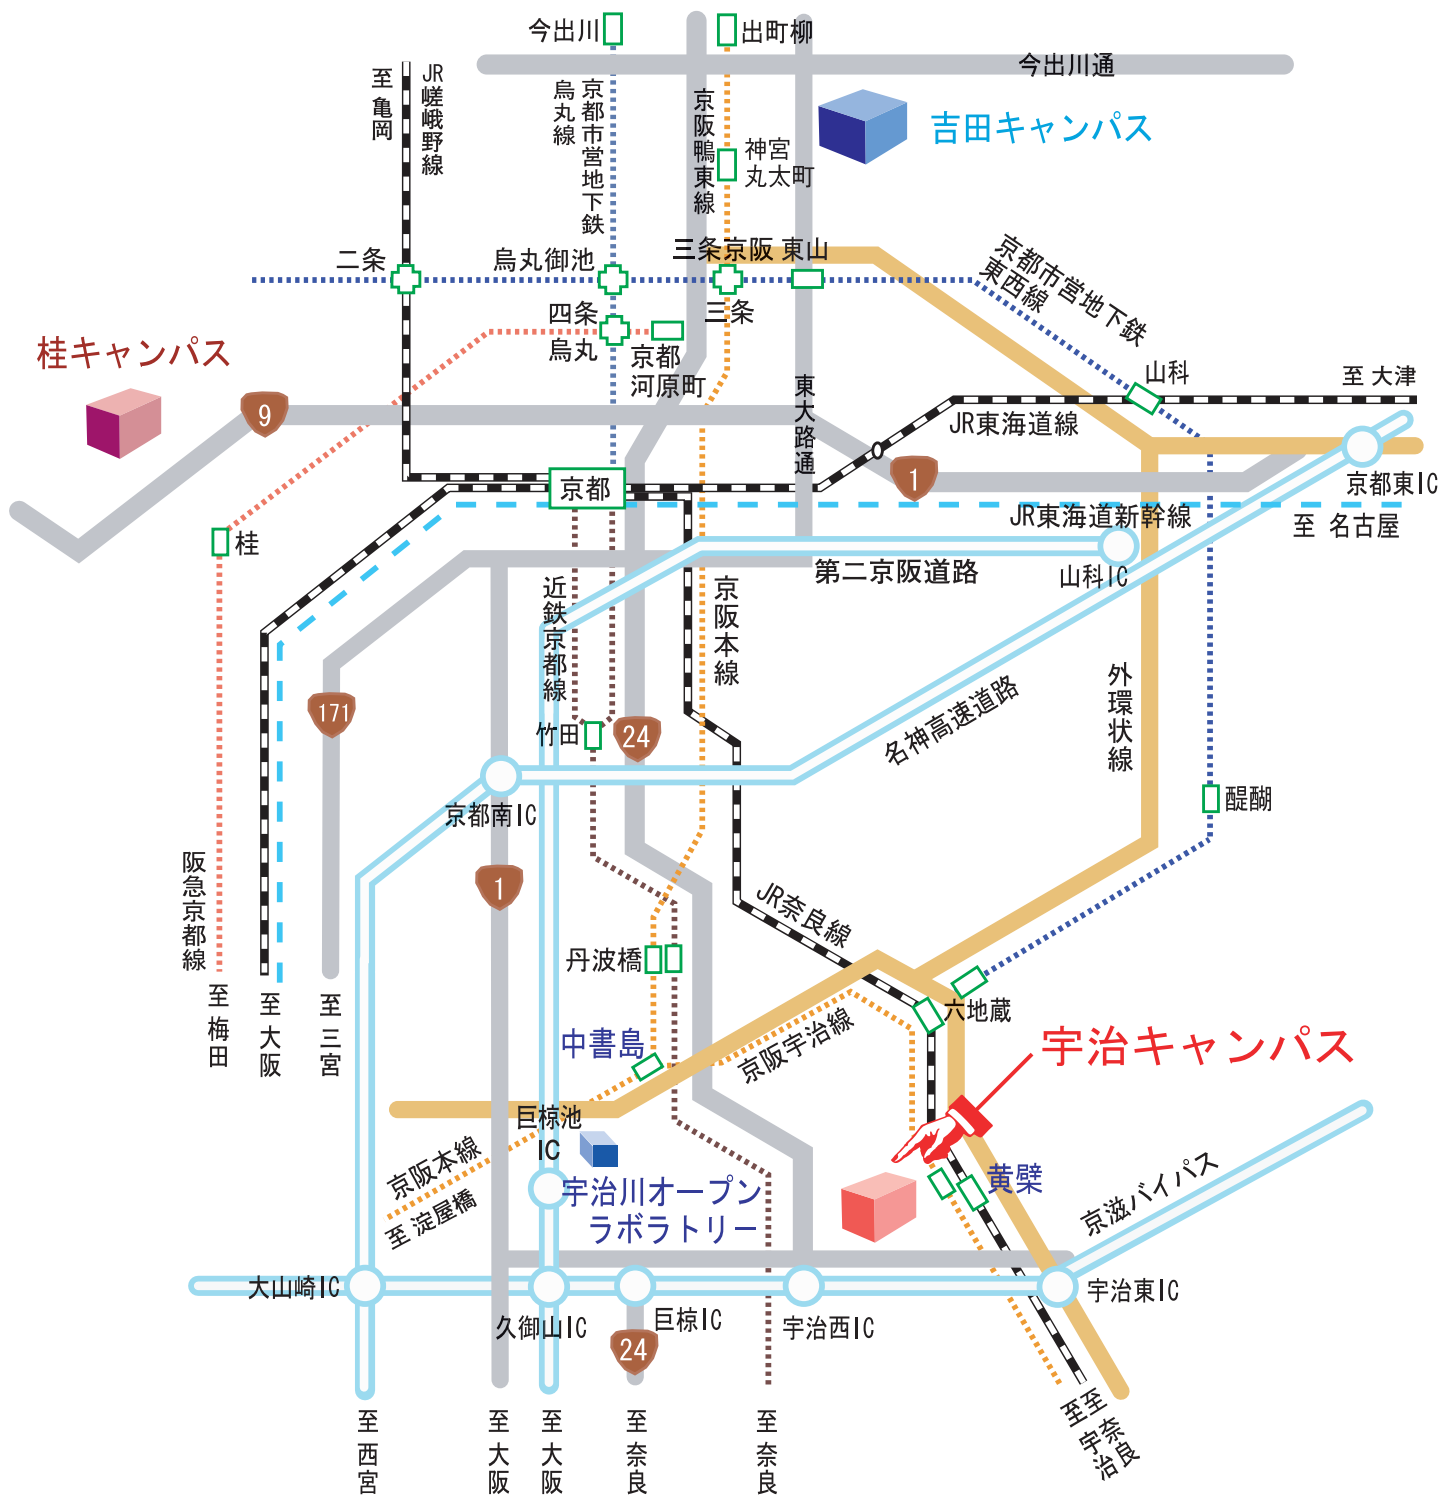 今出川
出町柳
今出川通
至 亀岡
JR嵯峨野線
京都市営地下鉄
烏丸線
京阪鴨東線
神宮
丸太町
吉田キャンパス
二条
烏丸御池
三条京阪
東山
京都市営地下鉄
東西線
四条
烏丸
三条
京都
河原町
桂キャンパス
9
東大路通
山科
至 大津
JR東海道線
1
京都
京都東IC
JR東海道新幹線
至 名古屋
桂
第二京阪道路
山科IC
近鉄京都線
京阪本線
外環状線
171
竹田
24
名神高速道路
京都南IC
醍醐
1
阪急京都線
JR奈良線
丹波橋
至 梅田
至 大阪
至 三宮
六地蔵
中書島
京阪宇治線
宇治キャンパス
巨椋池
IC
京阪本線
至 淀屋橋
宇治川オープン
ラボラトリー
黄檗
京滋バイパス
大山崎IC
久御山IC
巨椋IC
宇治西IC
宇治東IC
24
至 西宮
至 大阪
至 大阪
至 奈良
至 奈良
至 宇治
至 奈良